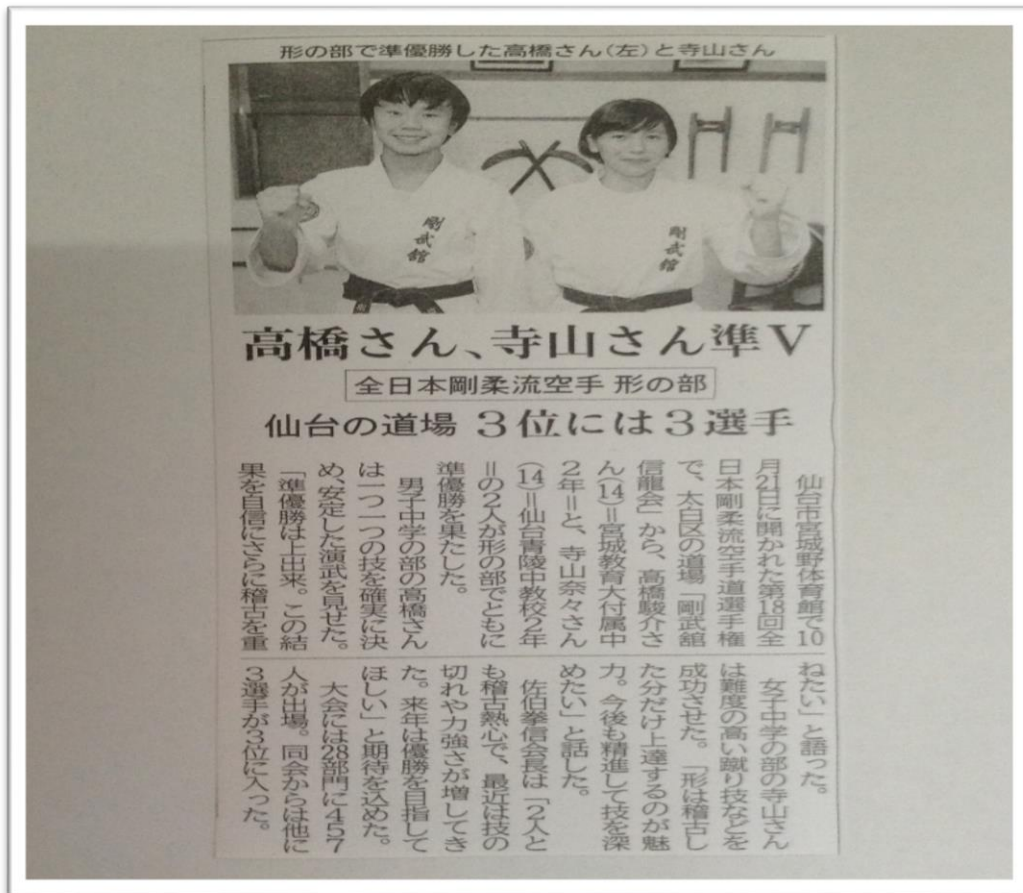 形の部で準優勝した高橋さん(左)と寺山さん
剛武舘
剛武舘
高橋さん、寺山さん準V
全日本剛柔流空手 形の部
仙台の道場 3位には3選手
仙台市宮城野体育館で10
月21日に開かれた第18回全
日本剛柔流空手道選手権
で、太白区の道場「剛武舘
信龍会」から、高橋駿介さ
ん(14)=宮城教育大付属中
2年=と、寺山奈々さん
(14)=仙台青陵中教校2年
=の2人が形の部でともに
準優勝を果たした。
男子中学の部の高橋さん
は一つ一つの技を確実に決
め、安定した演武を見せた。
「準優勝は上出来。この結
果を自信にさらに稽古を重
ねたい」と語った。
女子中学の部の寺山さん
は難度の高い蹴り技などを
成功させた。「形は稽古し
た分だけ上達するのが魅
力。今後も精進して技を深
めたい」と話した。
佐伯拳信会長は「2人と
も稽古熱心で、最近は技の
切れや力強さが増してき
た。来年は優勝を目指して
ほしい」と期待を込めた。
大会には28部門に457
人が出場。同会からは他に
3選手が3位に入った。